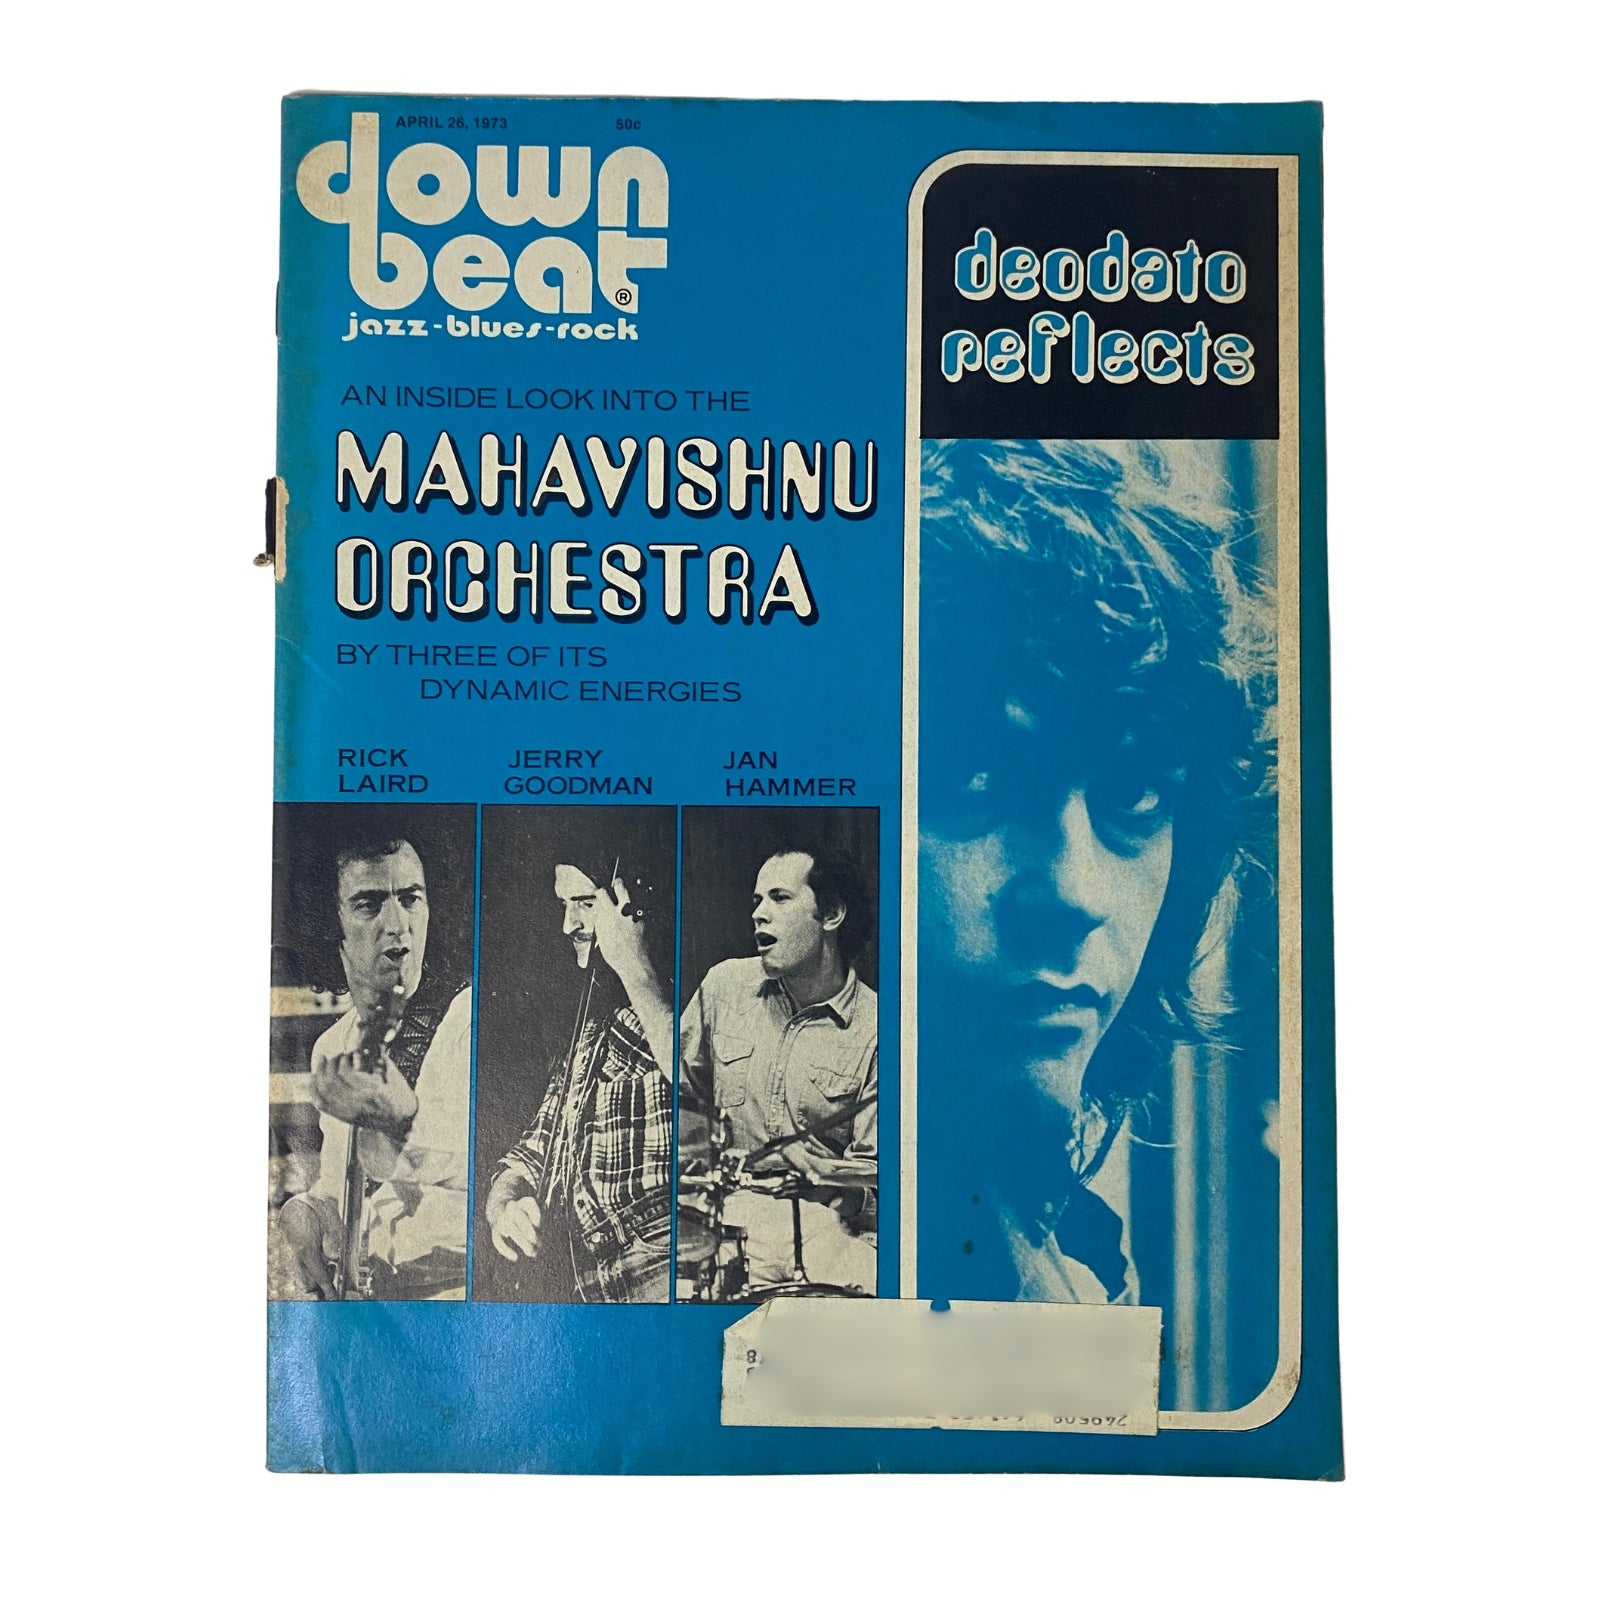 APRIL 26, 1973 50c
down
beat®
jazz-blues-rock
AN INSIDE LOOK INTO THE
MAHAVISHNU
ORCHESTRA
BY THREE OF ITS
DYNAMIC ENERGIES
RICK
LAIRD
JERRY
GOODMAN
JAN
HAMMER
deodato
reflects